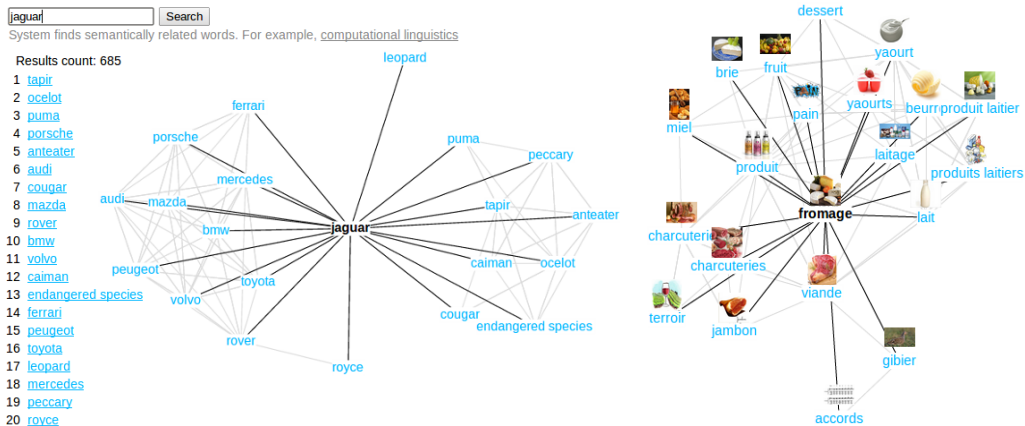 jaguar
Search
System finds semantically related words. For example, computational linguistics
Results count: 685
1 tapir
2 ocelot
3 puma
4 porsche
5 anteater
6 audi
7 cougar
8 mazda
9 rover
10 bmw
11 volvo
12 caiman
13 endangered species
14 ferrari
15 peugeot
16 toyota
17 leopard
18 mercedes
19 peccary
20 royce
leopard
ferrari
porsche
puma
peccary
mercedes
audi
mazda
tapir
anteater
bmw
jaguar
peugeot
caiman
ocelot
toyota
volvo
cougar
endangered species
rover
royce
dessert
yaourt
brie
fruit
yaourts
beurre
produit laitier
pain
miel
laitage
produit
produits laitiers
fromage
lait
charcuterie
charcuteries
viande
terroir
jambon
gibier
accords